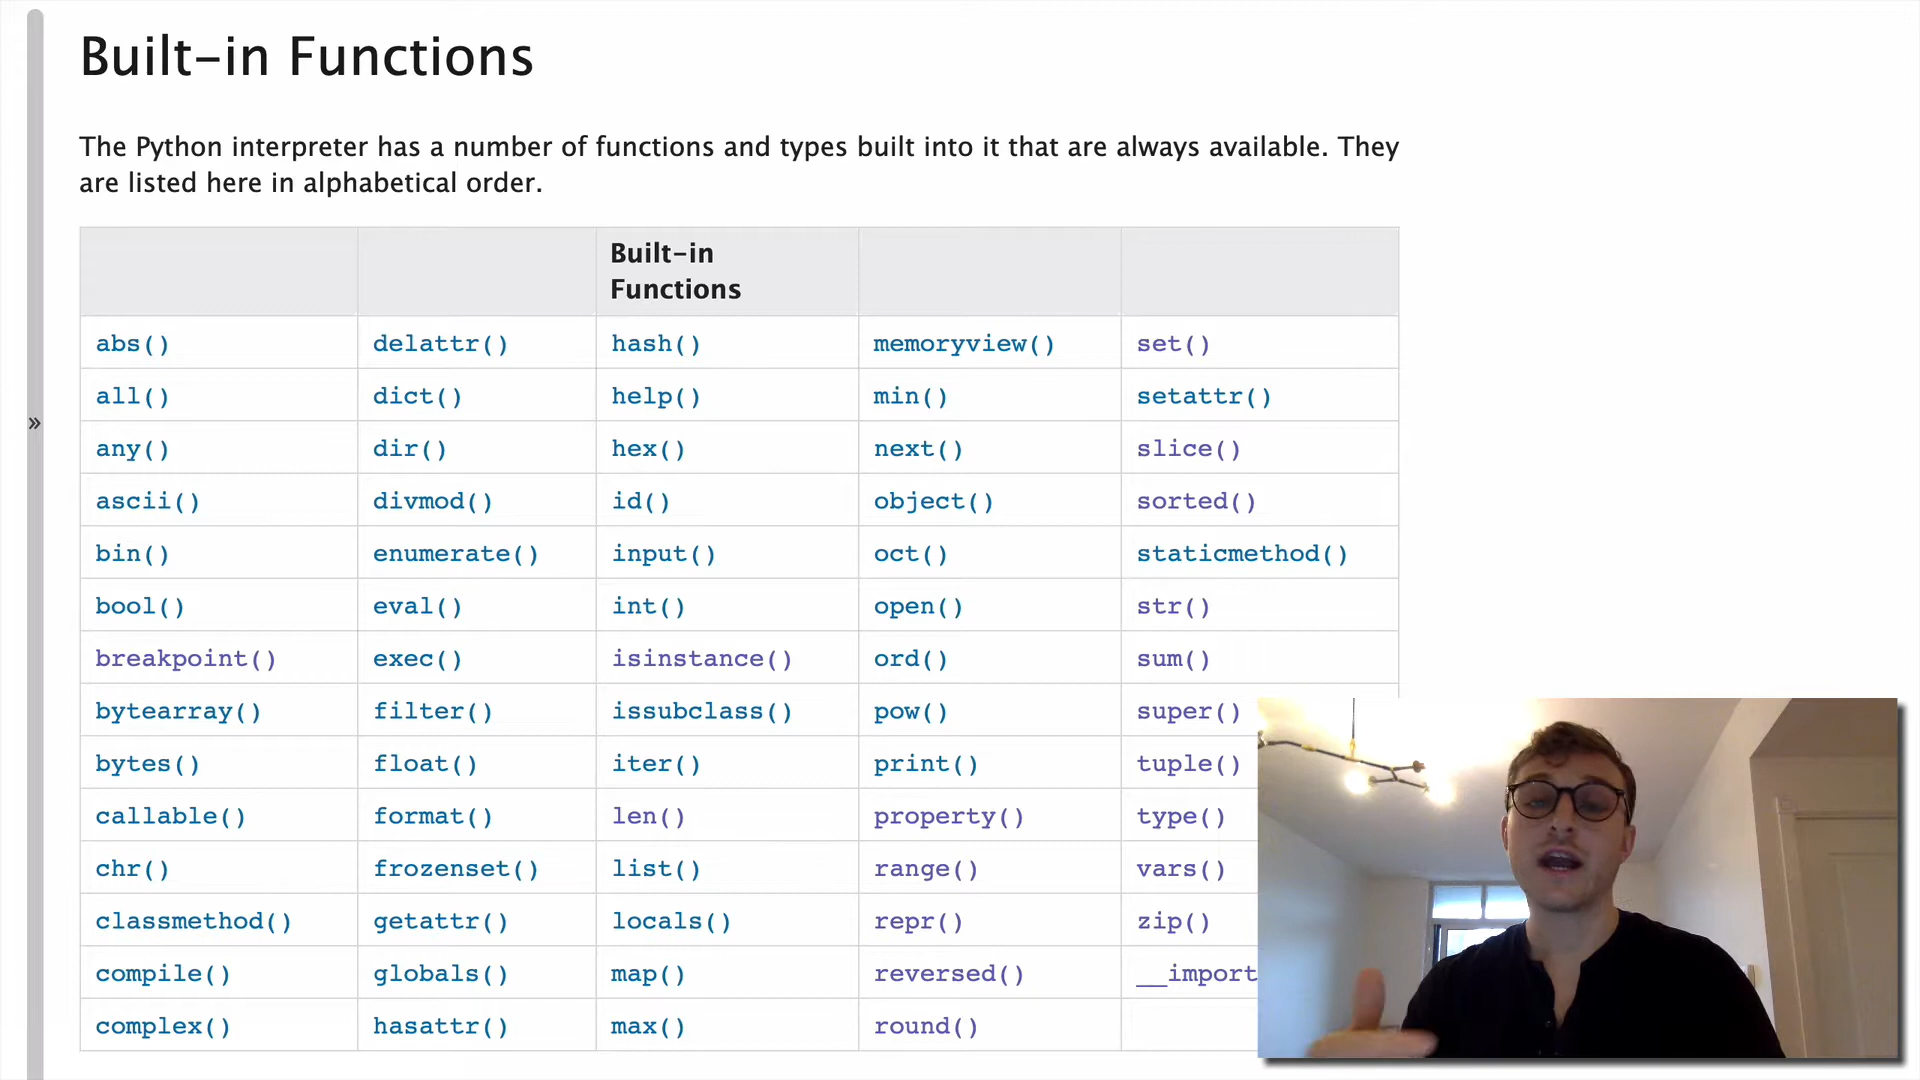 Built-in Functions
The Python interpreter has a number of functions and types built into it that are always available. They
are listed here in alphabetical order.
Built-in
Functions
abs() delattr() hash() memoryview() set()
all() dict() help() min() setattr()
»
any() dir() hex() next() slice()
ascii() divmod() id() object() sorted()
bin() enumerate() input() oct() staticmethod()
bool() eval() int() open() str()
breakpoint() exec() isinstance() ord() sum()
bytearray() filter() issubclass() pow() super()
bytes() float() iter() print() tuple()
callable() format() len() property() type()
chr() frozenset() list() range() vars()
classmethod() getattr() locals() repr() zip()
compile() globals() map() reversed() __import
complex() hasattr() max() round()